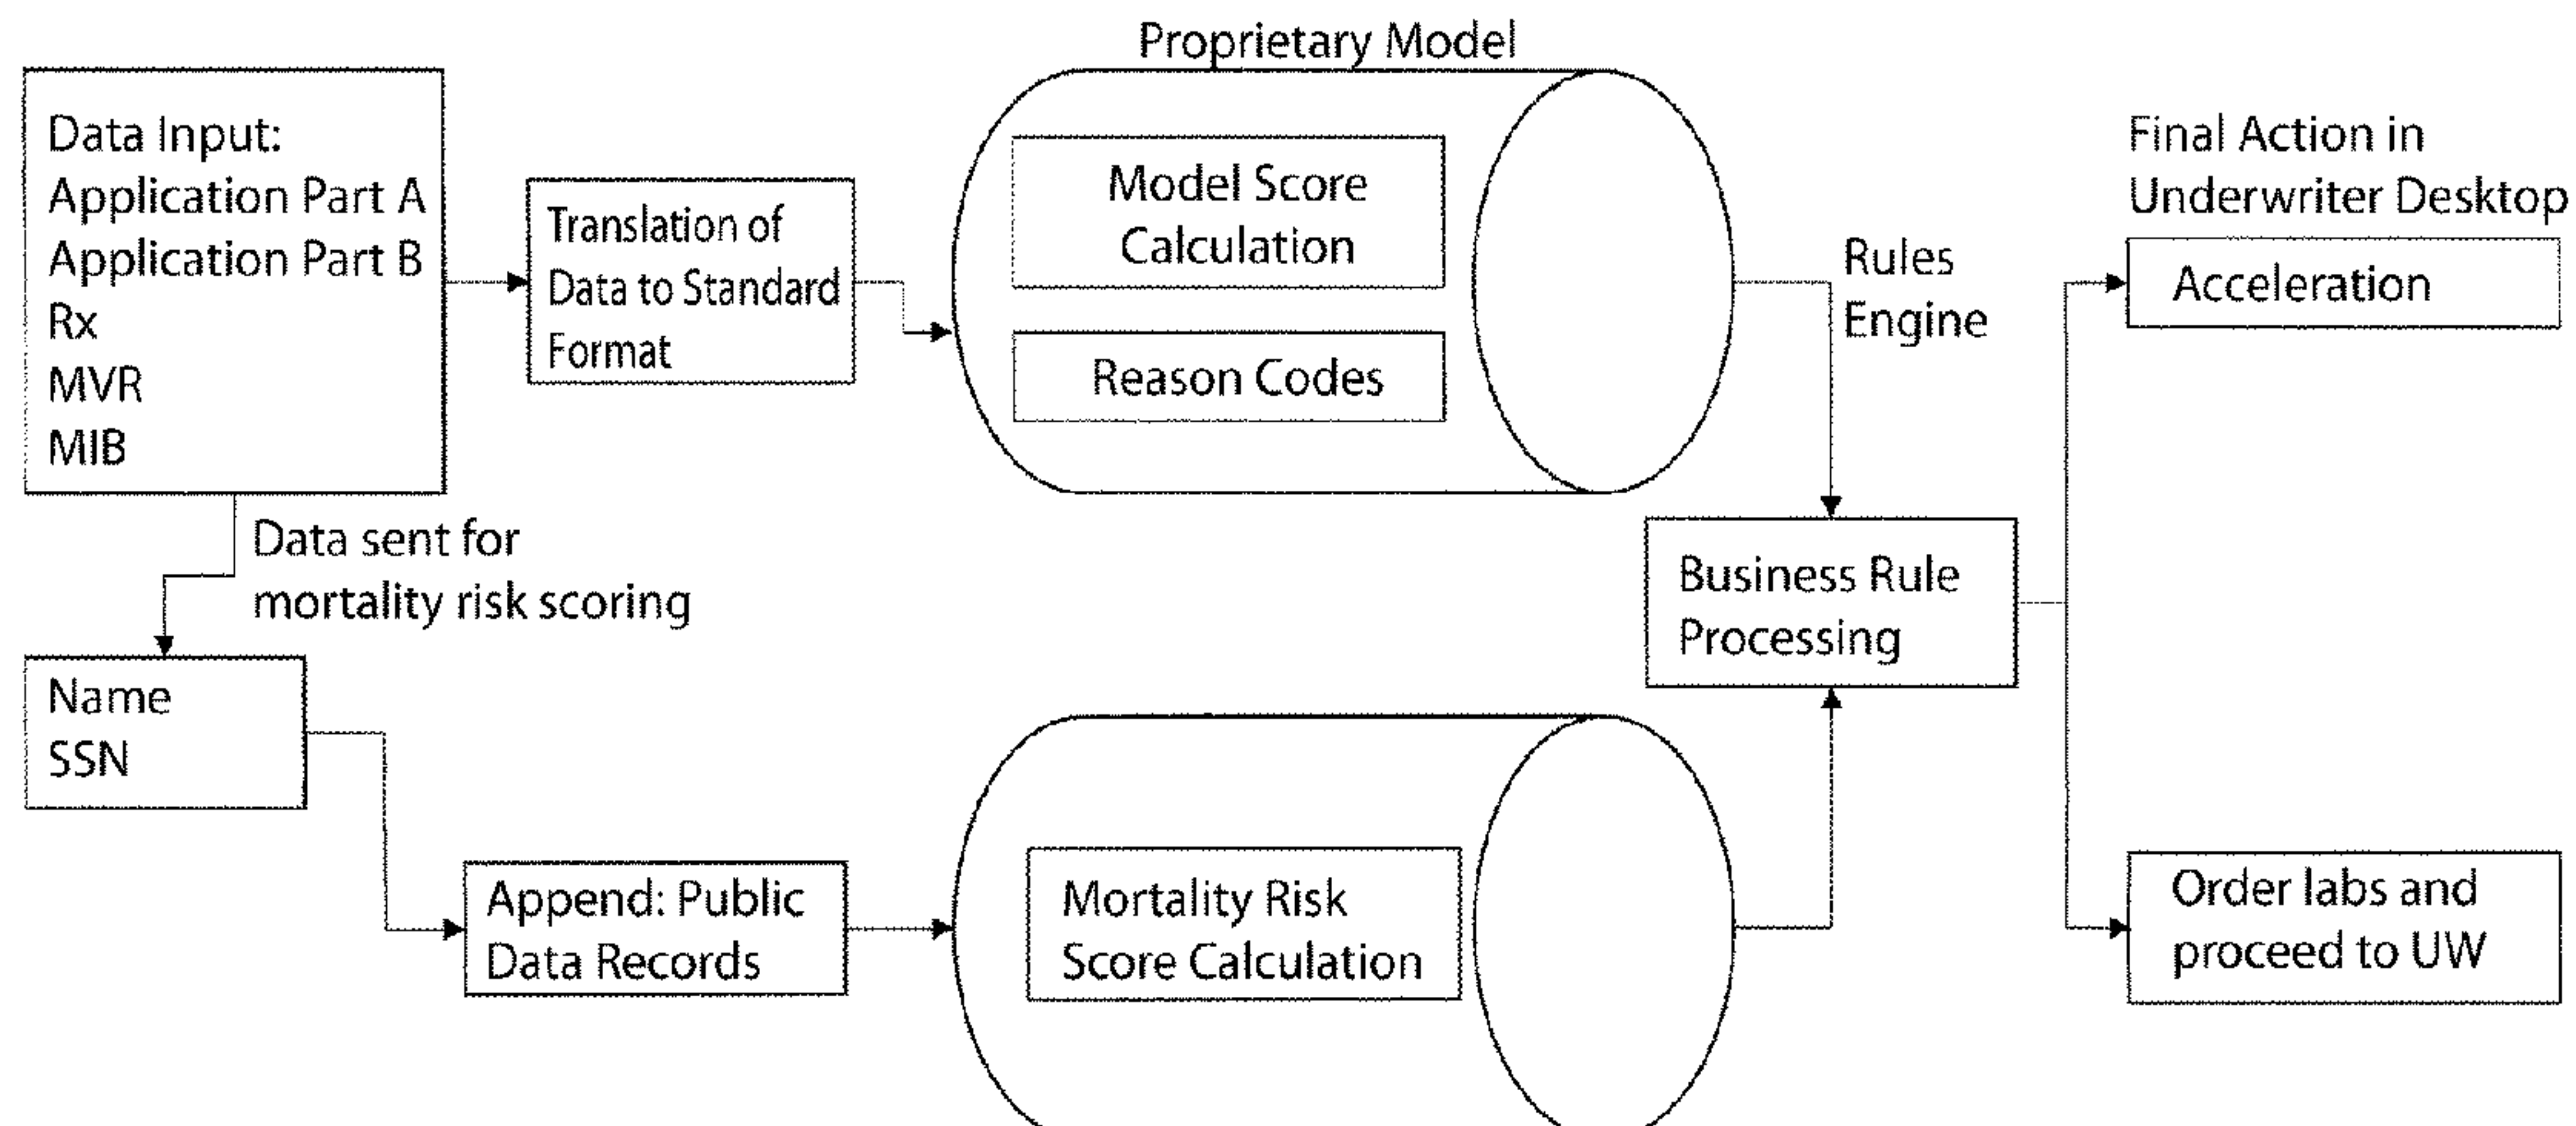 Proprietary Model
Data Input:
Application Part A
Application Part B
Rx
MVR
MIB
Translation of
Data to Standard
Format
Model Score
Calculation
Reason Codes
Rules
Engine
Final Action in
Underwriter Desktop
Acceleration
Data sent for
mortality risk scoring
Business Rule
Processing
Name
SSN
Append: Public
Data Records
Mortality Risk
Score Calculation
Order labs and
proceed to UW